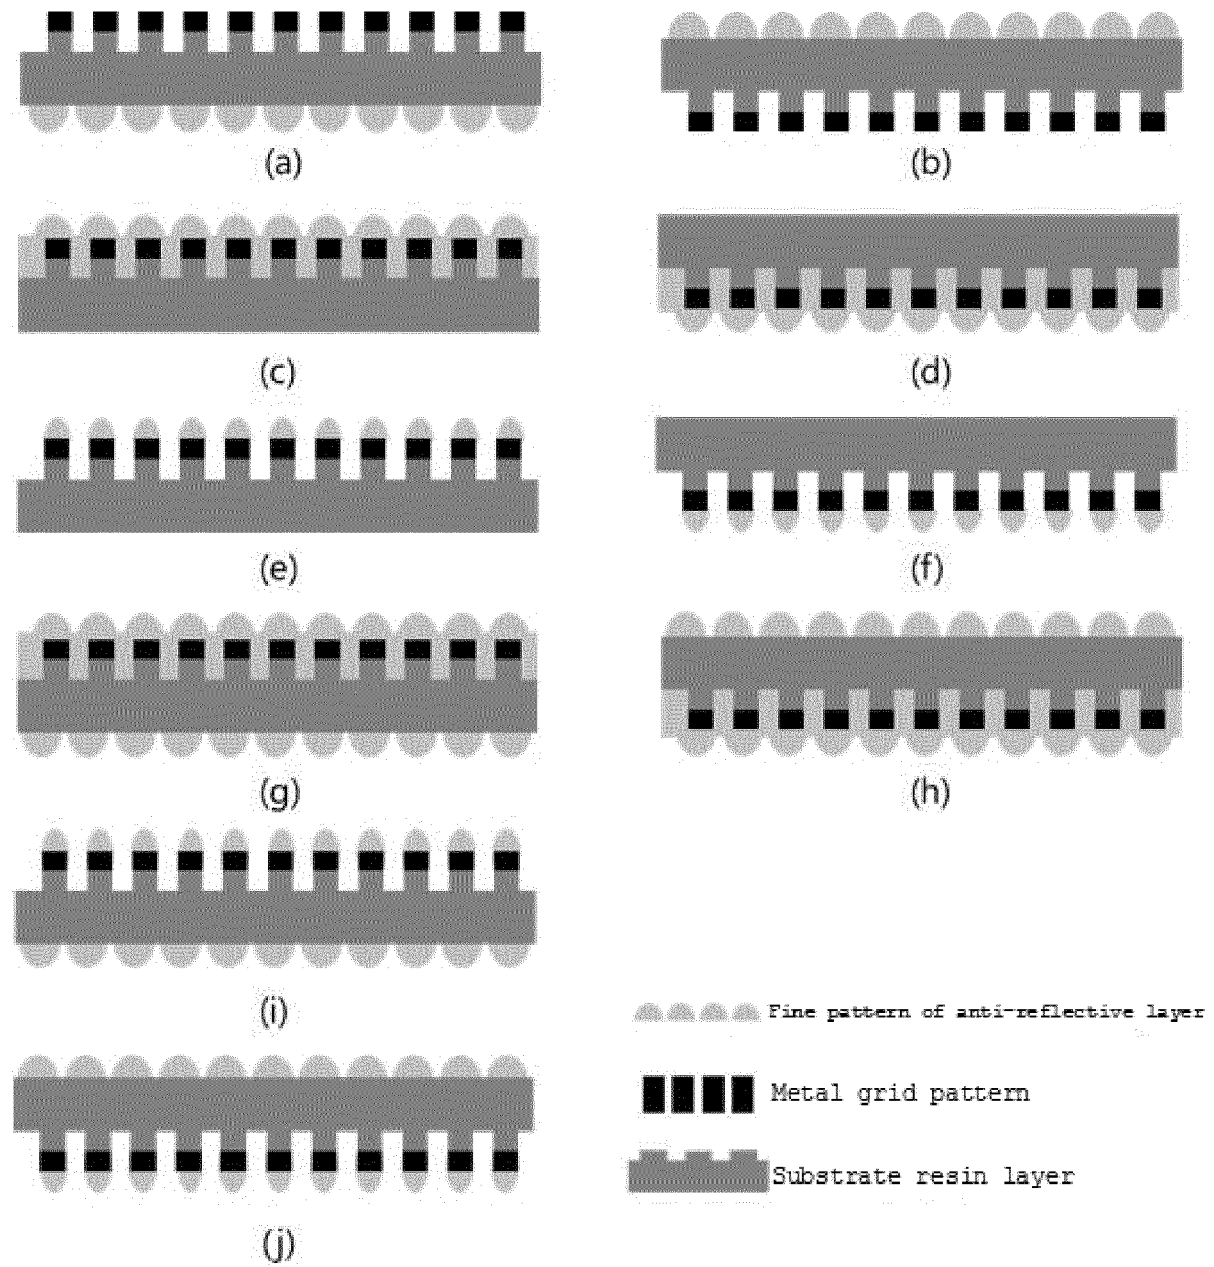 (a)
(b)
(c)
(d)
(e)
(f)
(g)
(h)
(i)
Fine pattern of anti-reflective layer
Metal grid pattern
Substrate resin layer
(j)